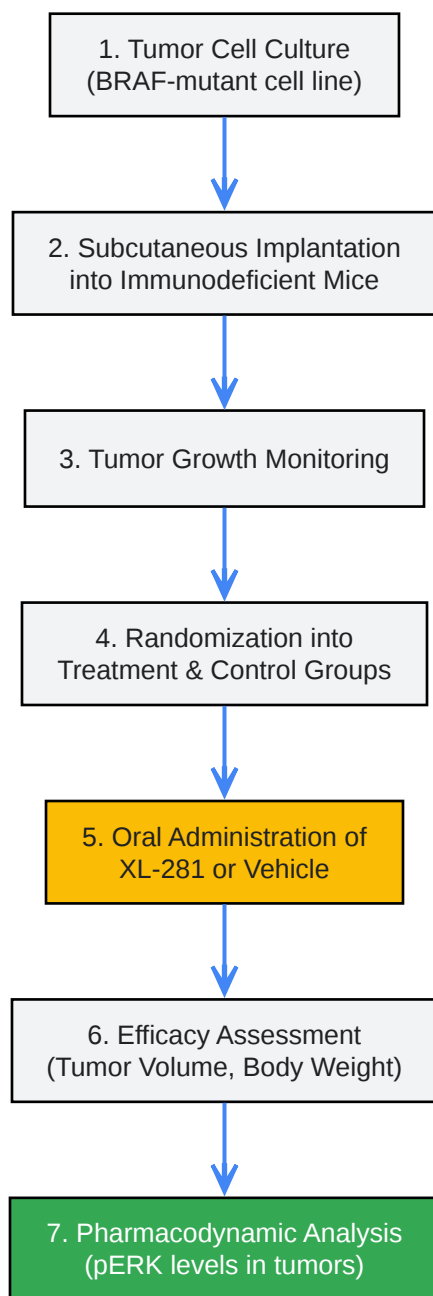 1. Tumor Cell Culture
(BRAF-mutant cell line)
2. Subcutaneous Implantation
into Immunodeficient Mice
3. Tumor Growth Monitoring
4. Randomization into
Treatment & Control Groups
5. Oral Administration of
XL-281 or Vehicle
6. Efficacy Assessment
(Tumor Volume, Body Weight)
7. Pharmacodynamic Analysis
(pERK levels in tumors)